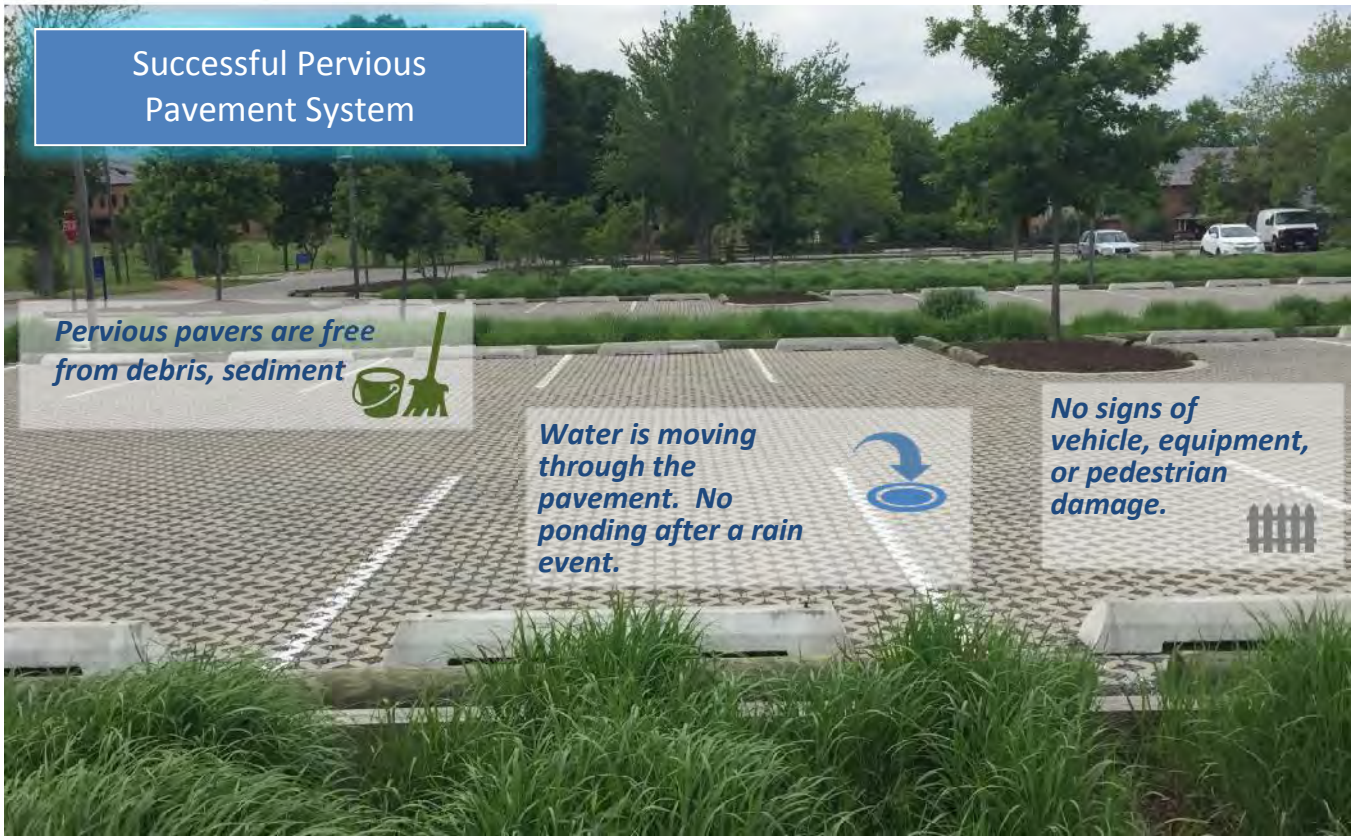 Successful Pervious
Pavement System
Pervious pavers are free
from debris, sediment
Water is moving
through the
pavement. No
ponding after a rain
event.
No signs of
vehicle, equipment,
or pedestrian
damage.